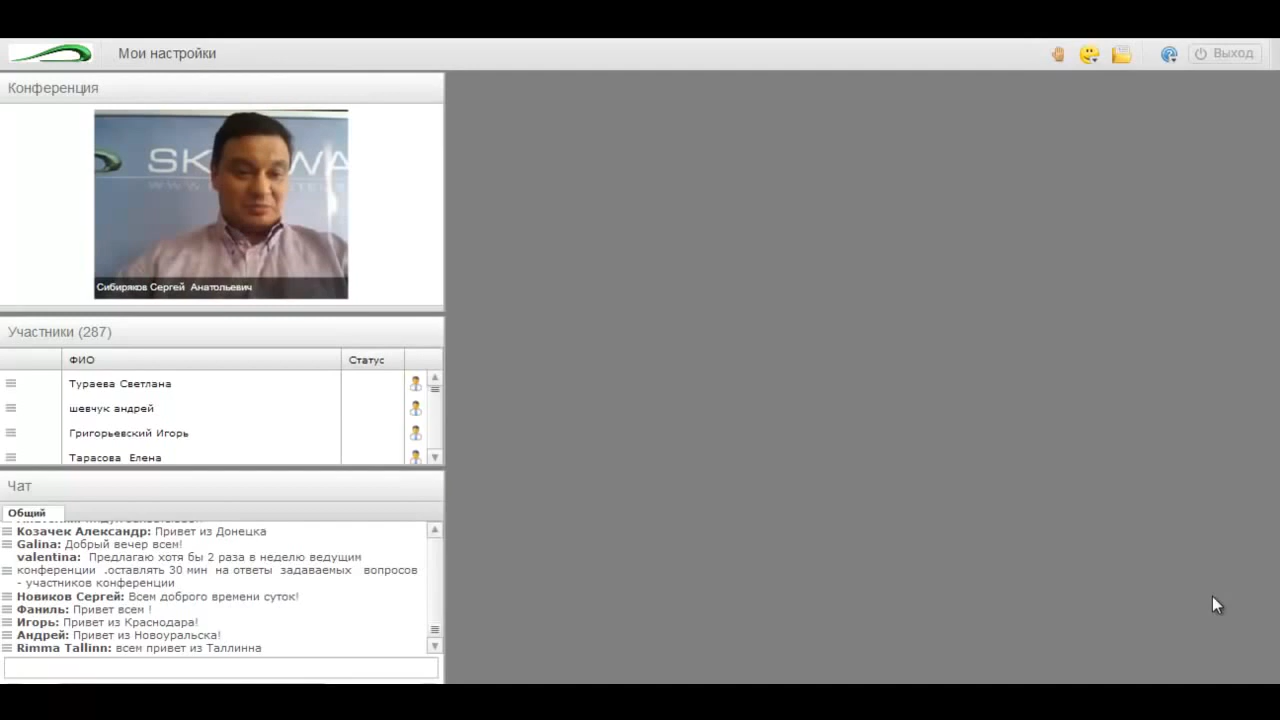 Мои настройки
Выход
Конференция
SK WA
Сибиряков Сергей Анатольевич
Участники (287)
ФИО
Статус
Тураева Светлана
шевчук андрей
Григорьевский Игорь
Тарасова Елена
Чат
Общий
Козачек Александр: Привет из Донецка
Galina: Добрый вечер всем!
valentina: Предлагаю хотя бы 2 раза в неделю ведущим
конференции .оставлять 30 мин на ответы задаваемых вопросов
- участников конференции
Новиков Сергей: Всем доброго времени суток!
Фаниль: Привет всем !
Игорь: Привет из Краснодара!
Андрей: Привет из Новоуральска!
Rimma Tallinn: всем привет из Таллинна